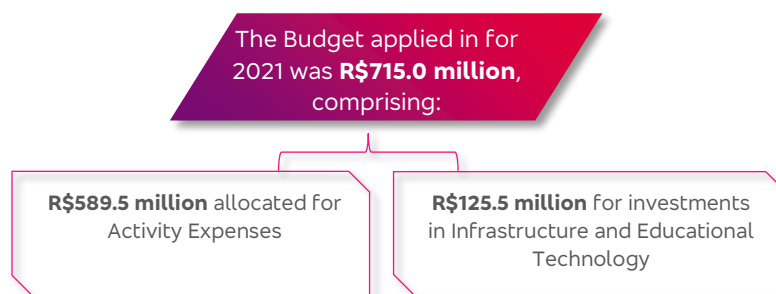 The Budget applied in for
2021 was R$715.0 million,
comprising:
R$589.5 million allocated for
Activity Expenses
R$125.5 million for investments
in Infrastructure and Educational
Technology